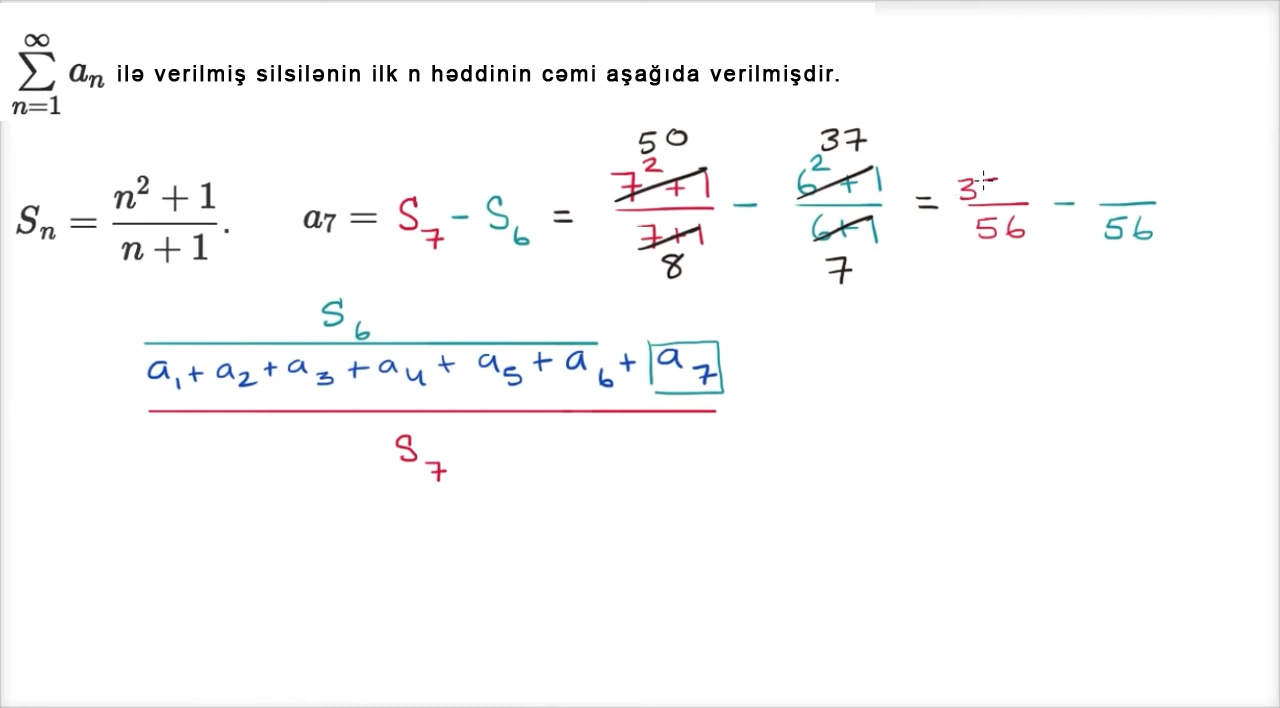 ∞
∑ aₙ ilə verilmiş silsilənin ilk n həddinin cəmi aşağıda verilmişdir.
n=1
50 37
Sₙ = (n² + 1)/(n + 1). a₇ = S₇ − S₆ = (7² + 1)/(7+1) − (6² + 1)/(6+1) = 3 /56 − /56
8 7
S₆
a₁ + a₂ + a₃ + a₄ + a₅ + a₆ + a₇
S₇